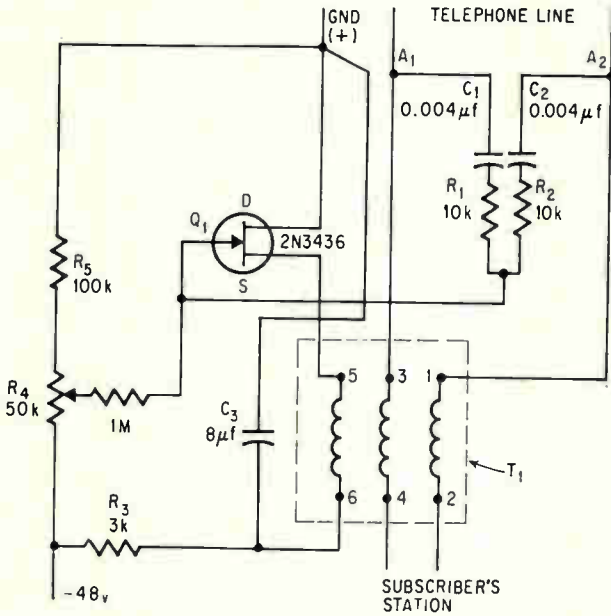 GND
(+)
TELEPHONE LINE
A1
A2
C1
0.004μf
C2
0.004μf
R1
10k
R2
10k
D
Q1
2N3436
S
R5
100k
R4
50k
1M
C3
8μf
5
3
1
T1
6
4
2
R3
3k
-48v
SUBSCRIBER'S
STATION